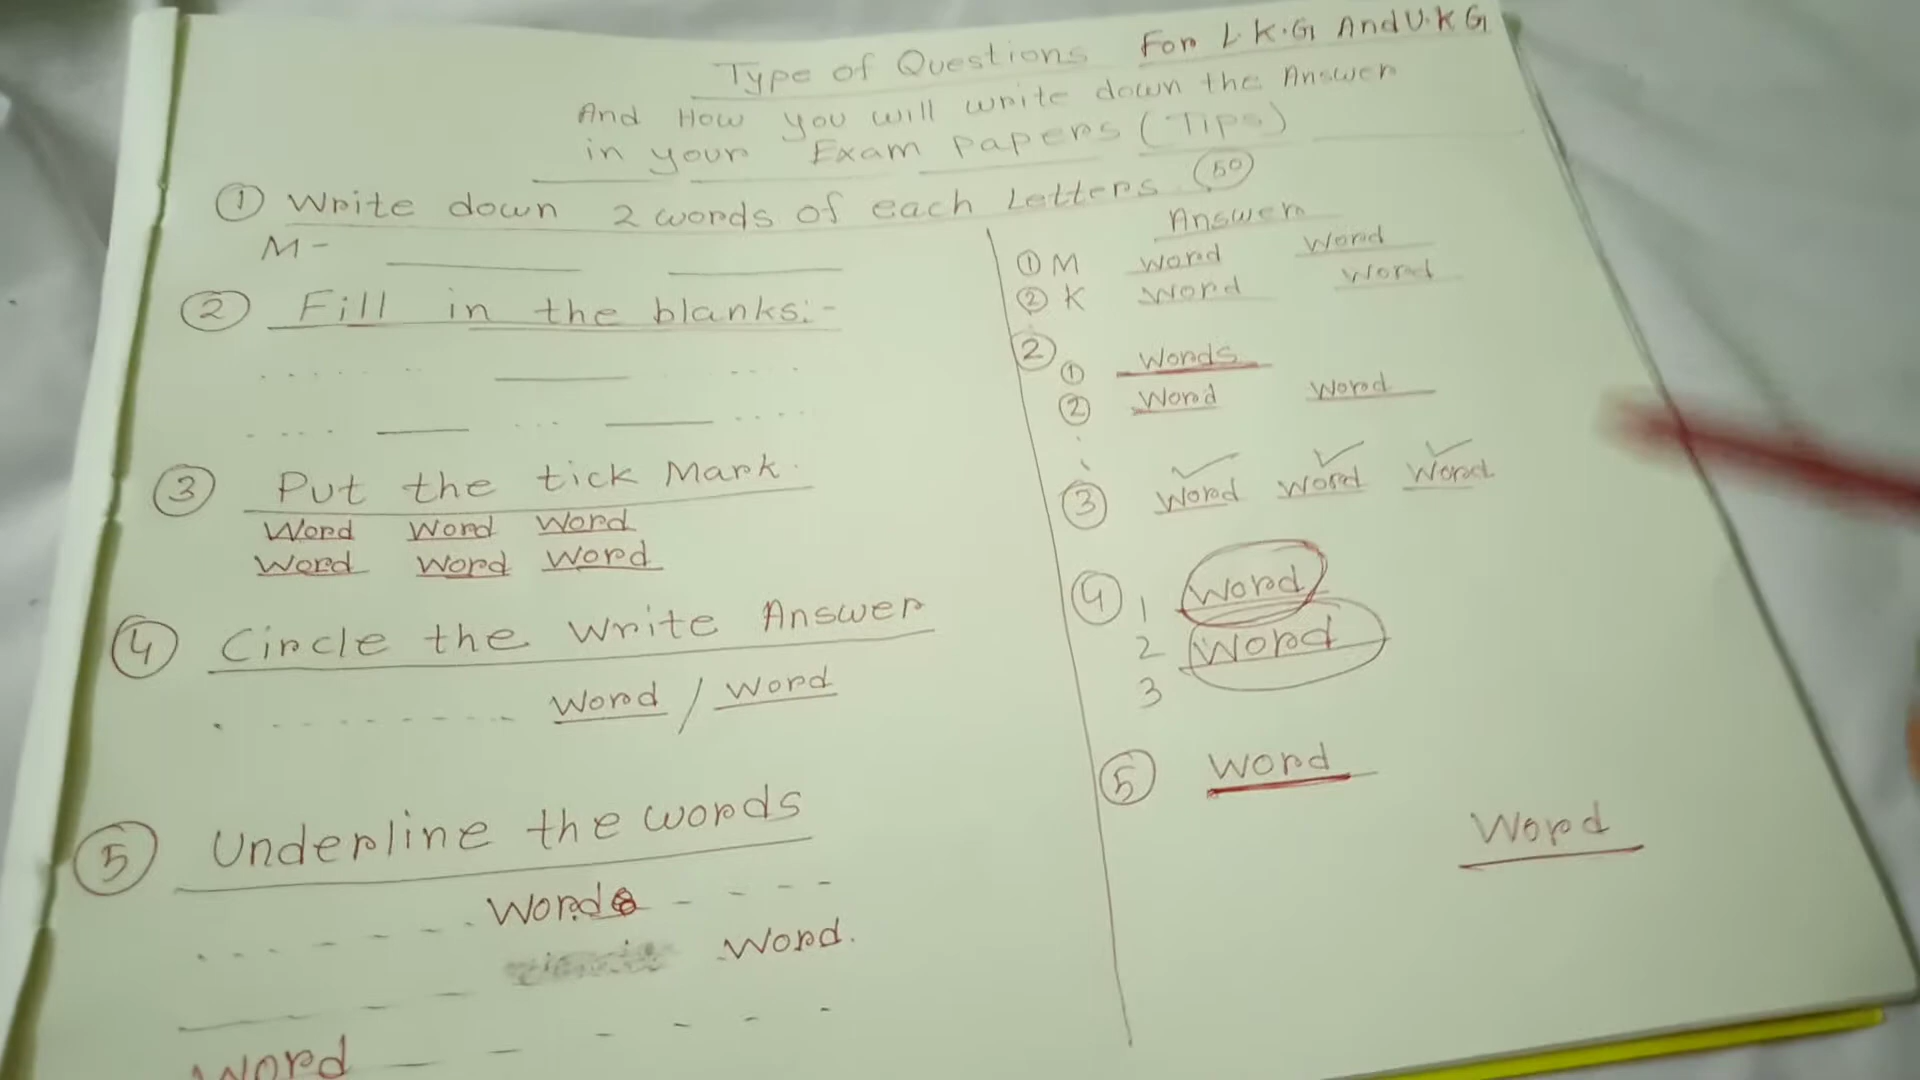 Type of Questions For L.K.G And U.K G
And How you will write down the Answer
in your Exam papers (Tips)
① Write down 2 words of each Letters 50
M -
② Fill in the blanks:-
③ Put the tick Mark.
Word Word Word
Word Word Word
④ Circle the Write Answer
Word / Word
⑤ Underline the words
Words
Word.
Word
Answer
① M Word Word
② K Word Word
②
① Words
② Word Word
③ Word Word Word
④ 1 Word
2 Word
3
⑤ Word
Word